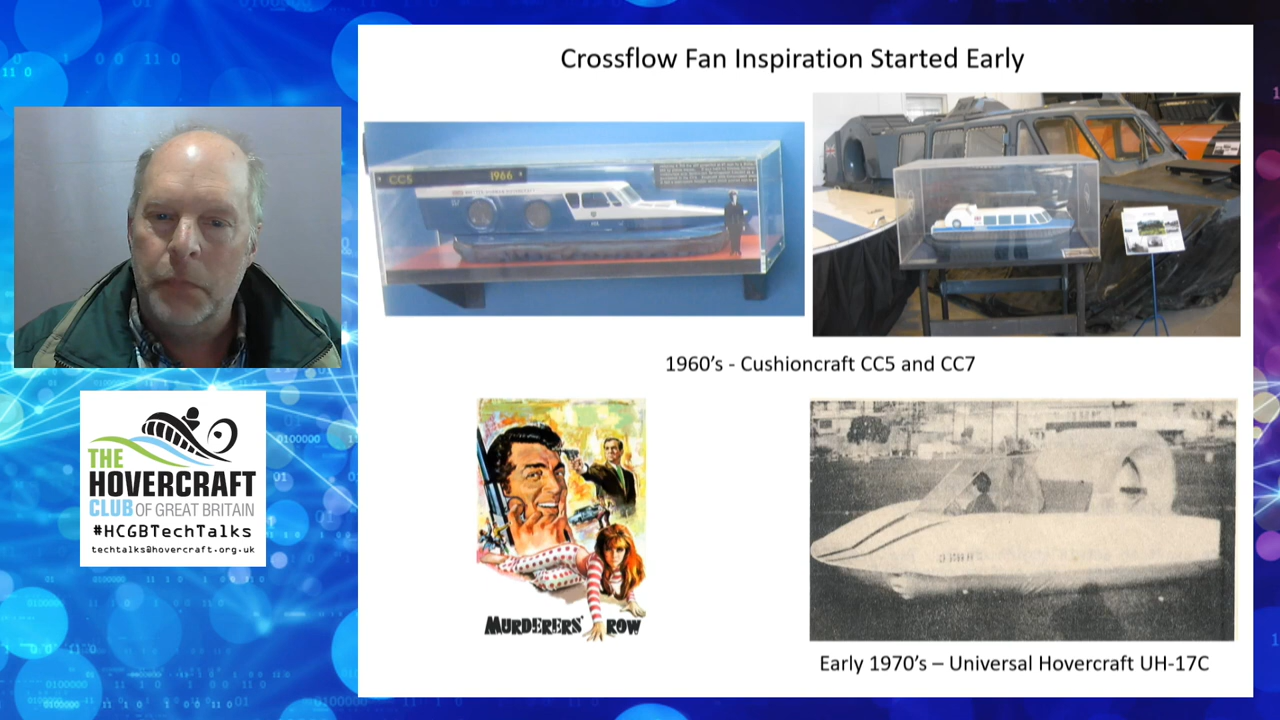 Crossflow Fan Inspiration Started Early
CC5 1966
1960's - Cushioncraft CC5 and CC7
MURDERERS' ROW
Early 1970's – Universal Hovercraft UH-17C
THE
HOVERCRAFT
CLUB OF GREAT BRITAIN
#HCGBTechTalks
techtalks@hovercraft.org.uk